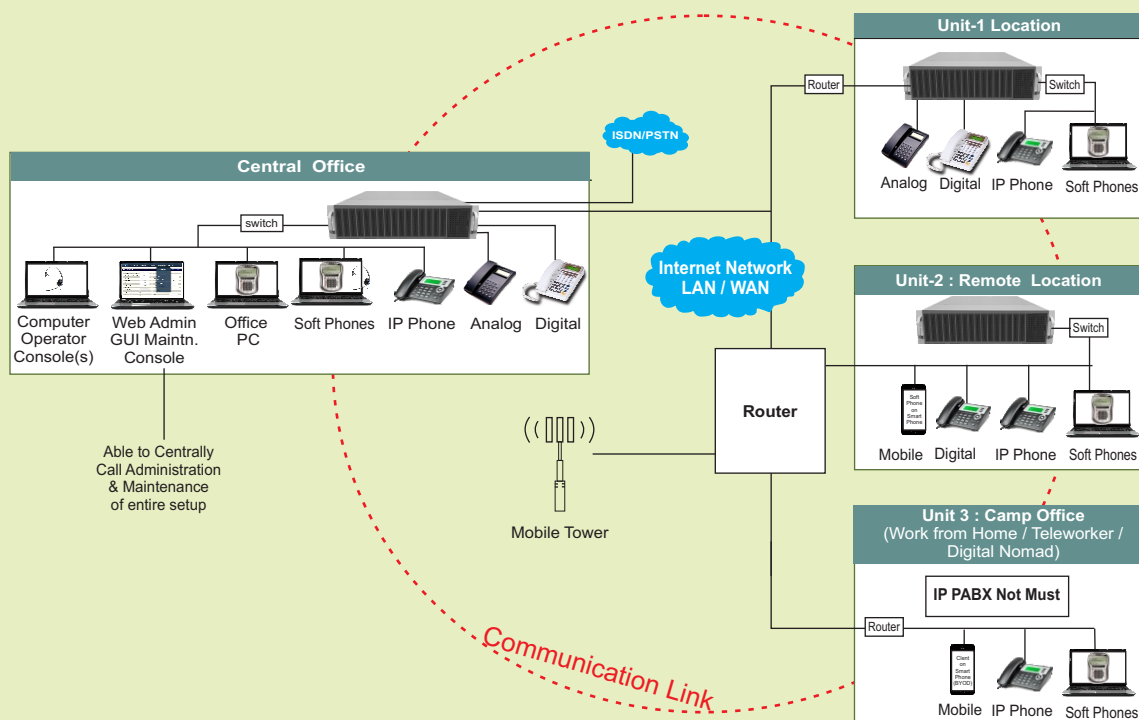 Unit-1 Location
Router
Switch
Analog
Digital
IP Phone
Soft Phones
ISDN/PSTN
Central Office
switch
Computer
Operator
Console(s)
Web Admin
GUI Maintn.
Console
Office
PC
Soft Phones
IP Phone
Analog
Digital
Able to Centrally
Call Administration
& Maintenance
of entire setup
Internet Network
LAN / WAN
Router
Mobile Tower
Unit-2 : Remote Location
Switch
Soft
Phone
on
Smart
Phone
Mobile
Digital
IP Phone
Soft Phones
Unit 3 : Camp Office
(Work from Home / Teleworker /
Digital Nomad)
IP PABX Not Must
Router
Client
on
Smart
Phone
(BYOD)
Mobile
IP Phone
Soft Phones
Communication Link